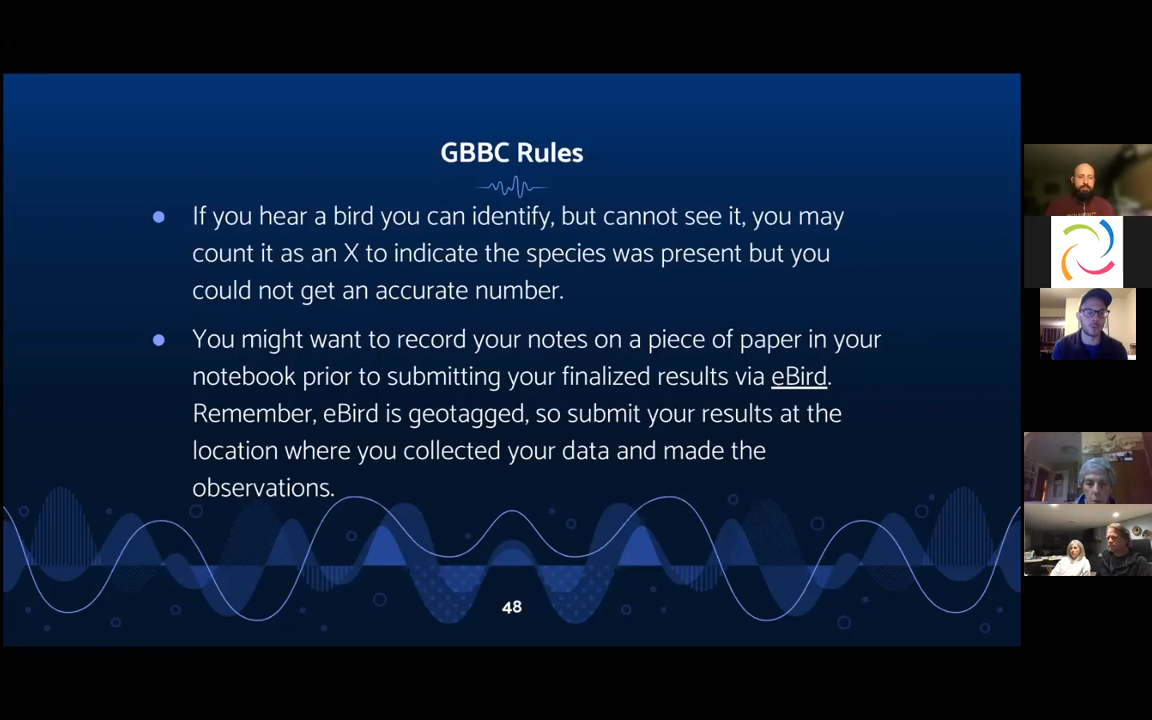 GBBC Rules
If you hear a bird you can identify, but cannot see it, you may
count it as an X to indicate the species was present but you
could not get an accurate number.
You might want to record your notes on a piece of paper in your
notebook prior to submitting your finalized results via eBird.
Remember, eBird is geotagged, so submit your results at the
location where you collected your data and made the
observations.
48